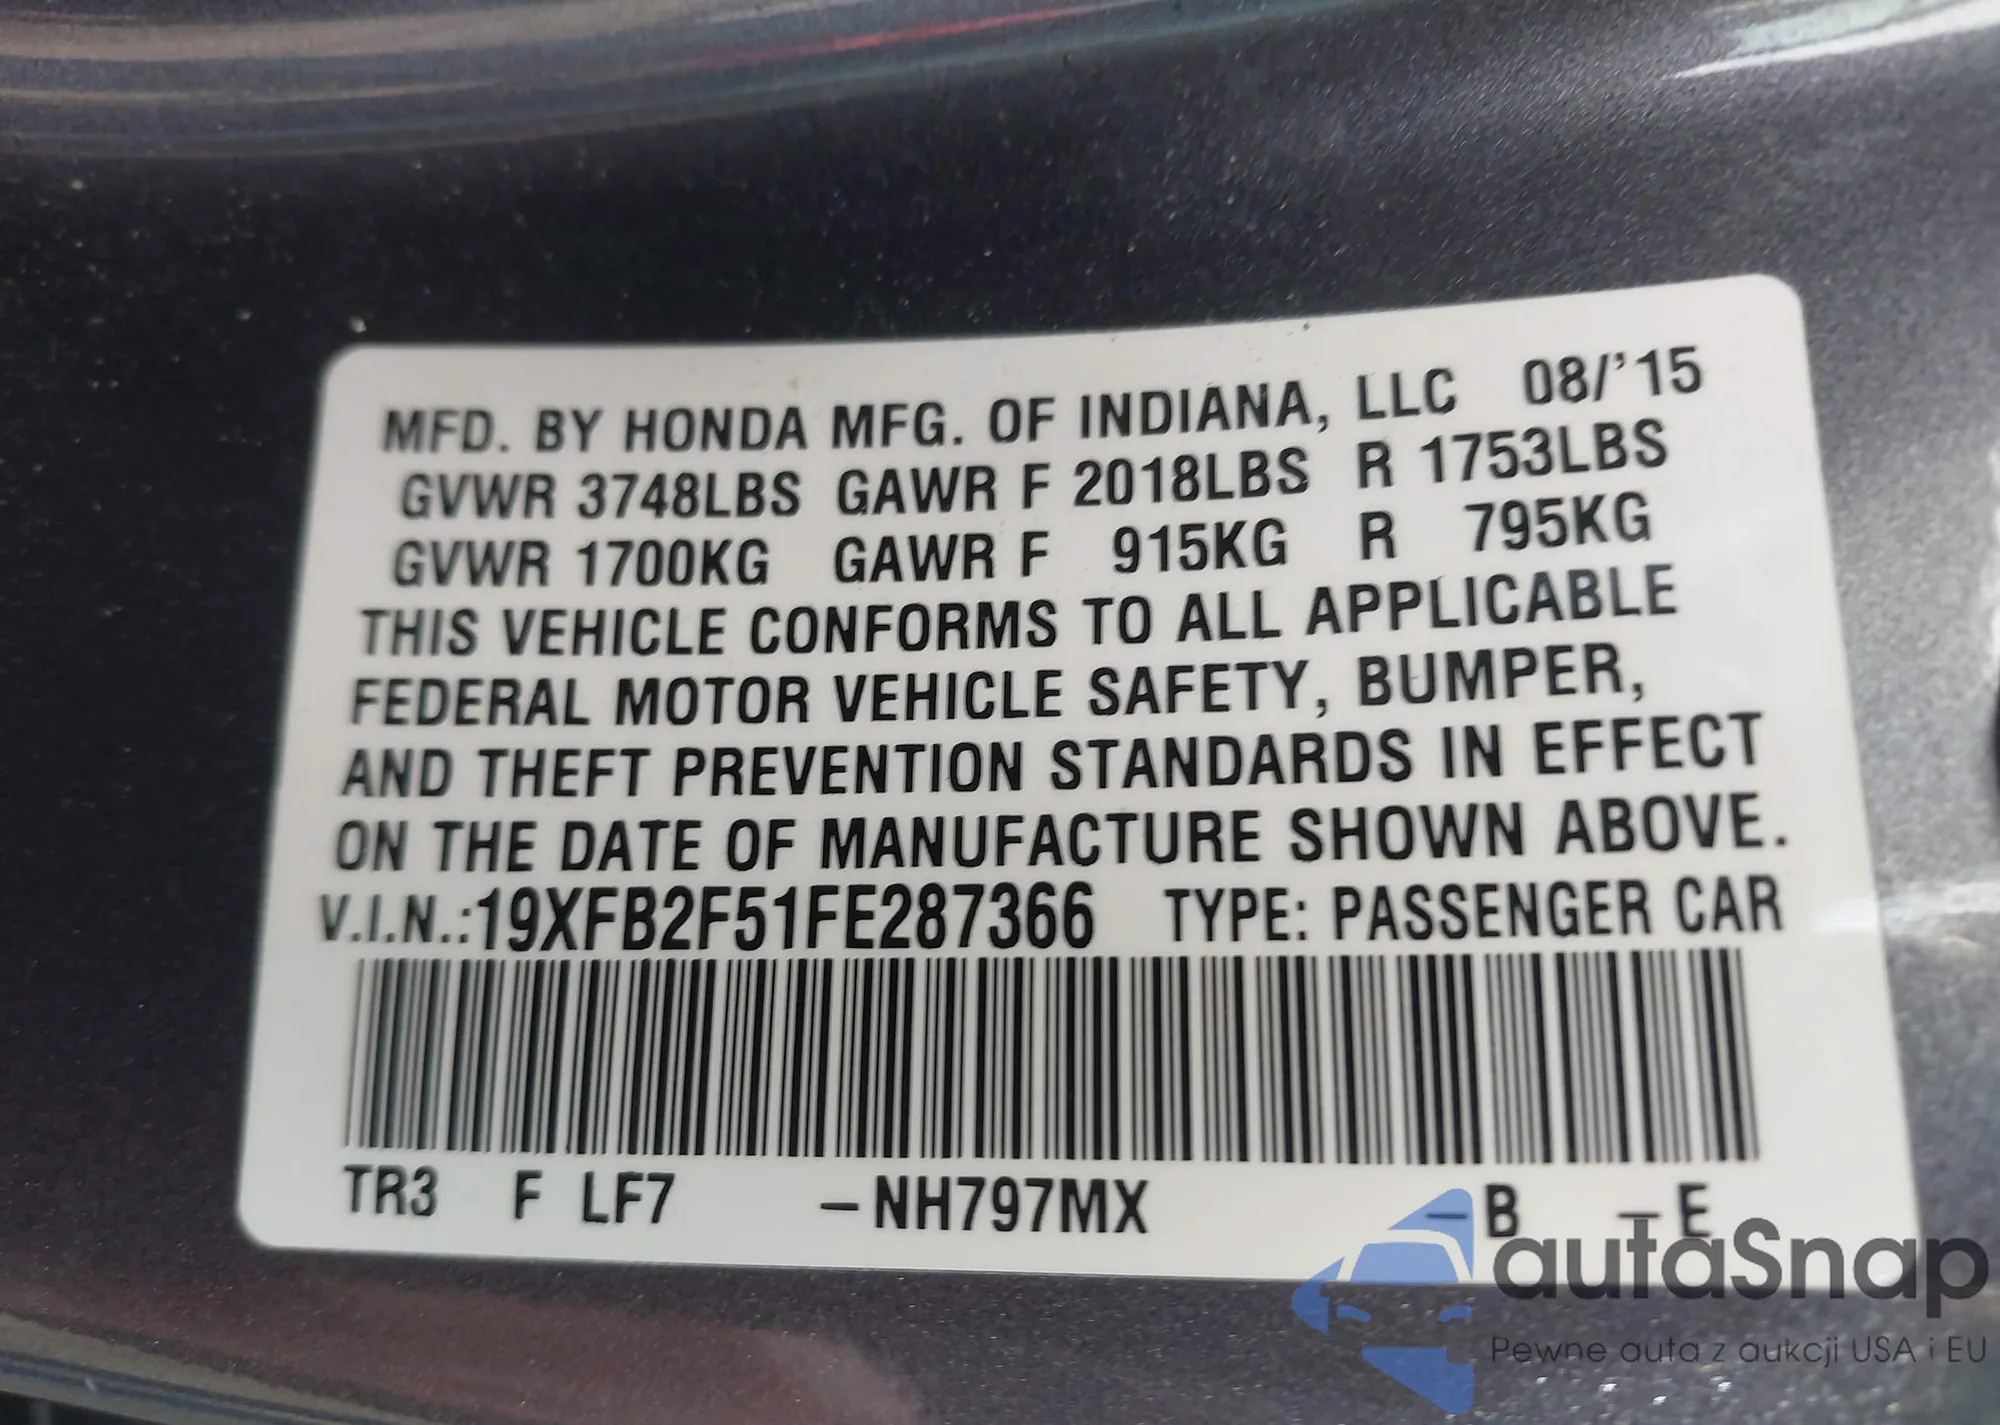 MFD. BY HONDA MFG. OF INDIANA, LLC 08/'15
GVWR 3748LBS GAWR F 2018LBS R 1753LBS
GVWR 1700KG GAWR F 915KG R 795KG
THIS VEHICLE CONFORMS TO ALL APPLICABLE
FEDERAL MOTOR VEHICLE SAFETY, BUMPER,
AND THEFT PREVENTION STANDARDS IN EFFECT
ON THE DATE OF MANUFACTURE SHOWN ABOVE.
V.I.N.:19XFB2F51FE287366 TYPE: PASSENGER CAR
TR3 F LF7 –NH797MX –B –E
autaSnap
Pewne auta z aukcji USA i EU